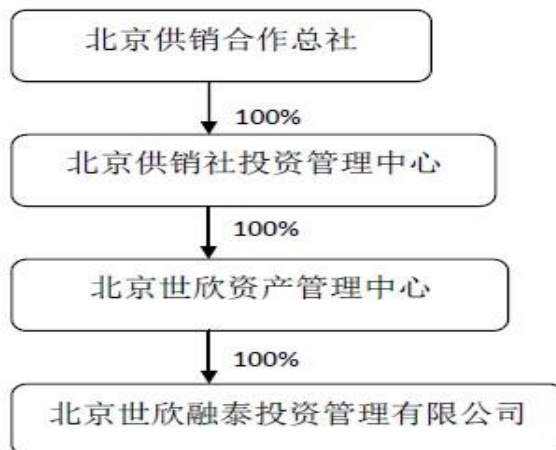 北京供销合作总社
100%
北京供销社投资管理中心
100%
北京世欣资产管理中心
100%
北京世欣融泰投资管理有限公司